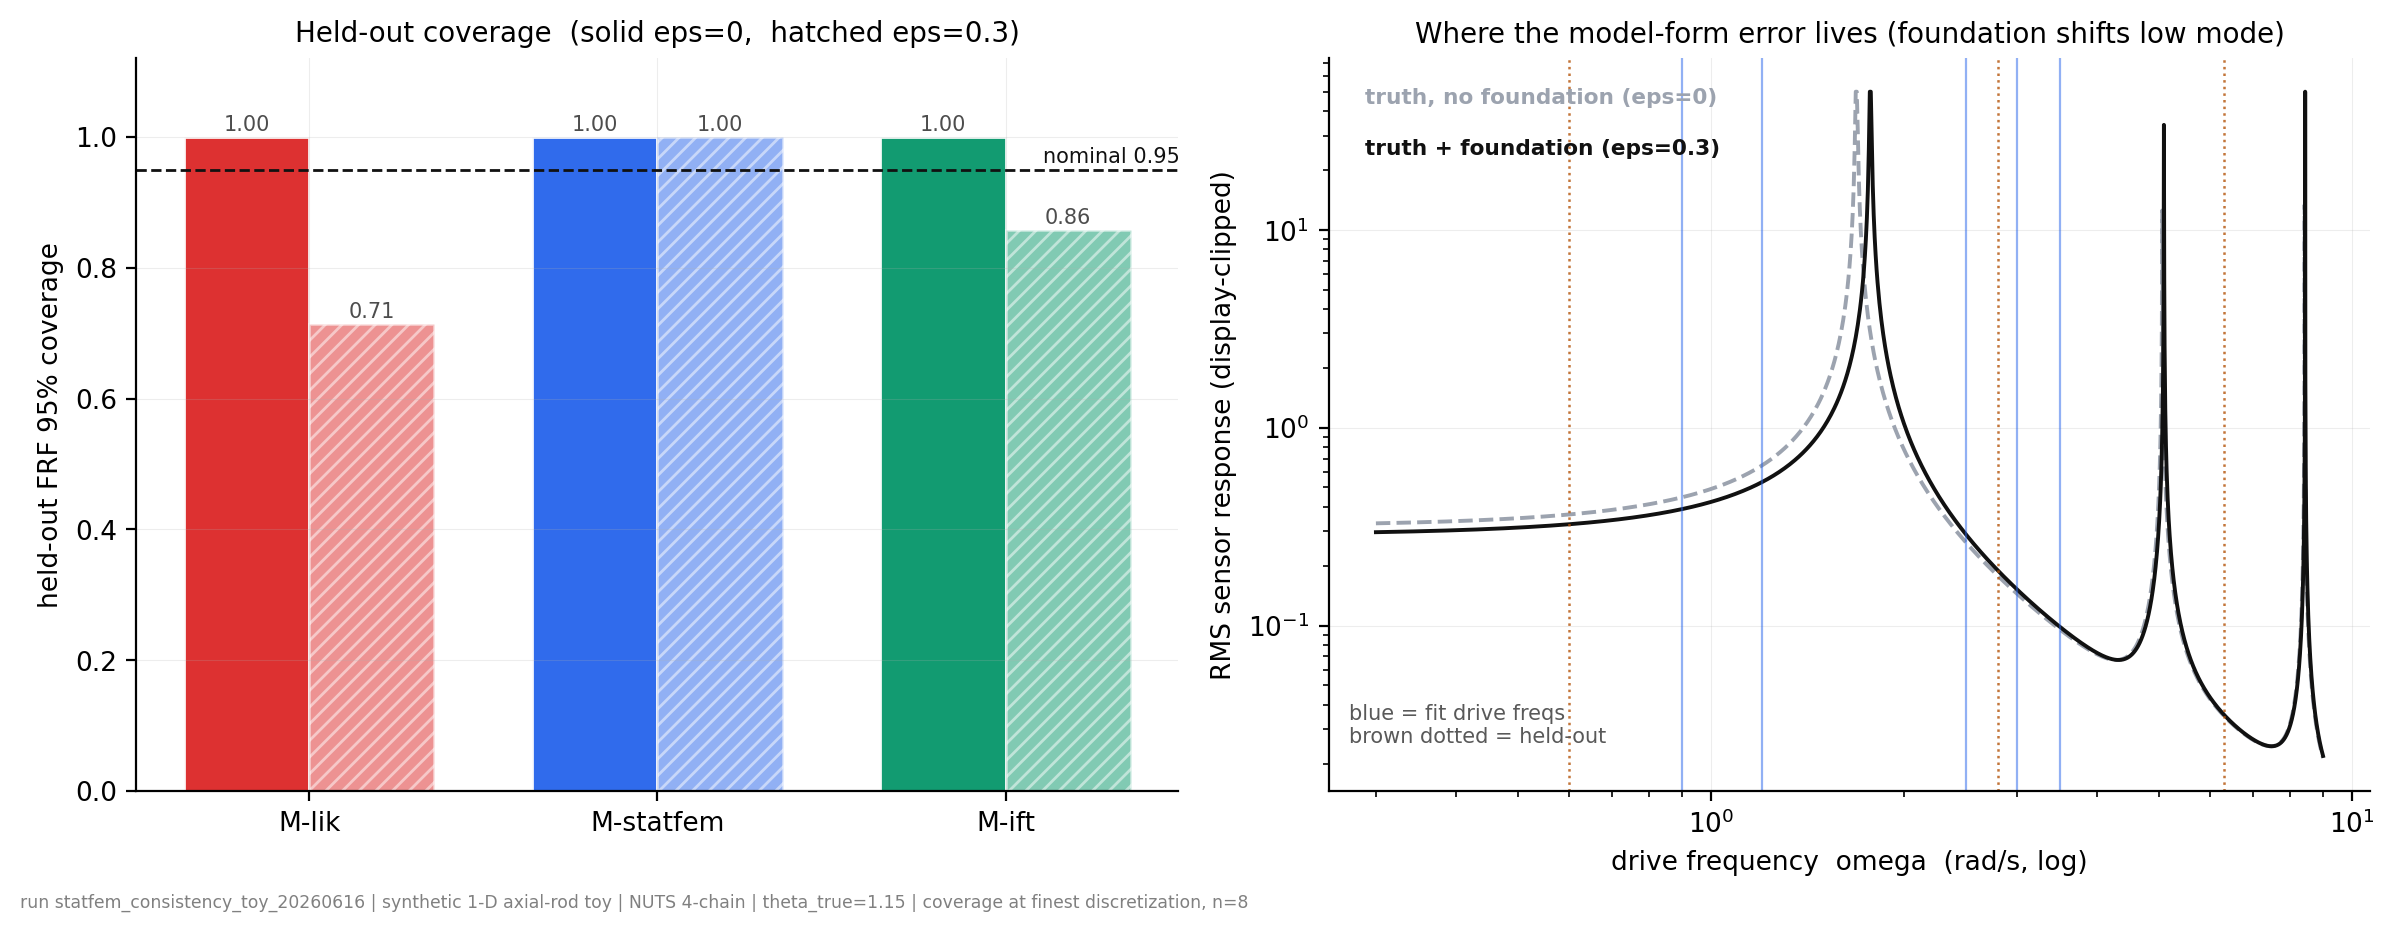 Held-out coverage  (solid eps=0,  hatched eps=0.3)
held-out FRF 95% coverage
1.0
0.8
0.6
0.4
0.2
0.0
1.00
0.71
1.00
1.00
1.00
0.86
nominal 0.95
M-lik
M-statfem
M-ift
Where the model-form error lives (foundation shifts low mode)
RMS sensor response (display-clipped)
10¹
10⁰
10⁻¹
truth, no foundation (eps=0)
truth + foundation (eps=0.3)
blue = fit drive freqs
brown dotted = held-out
10⁰
10¹
drive frequency  omega  (rad/s, log)
run statfem_consistency_toy_20260616 | synthetic 1-D axial-rod toy | NUTS 4-chain | theta_true=1.15 | coverage at finest discretization, n=8